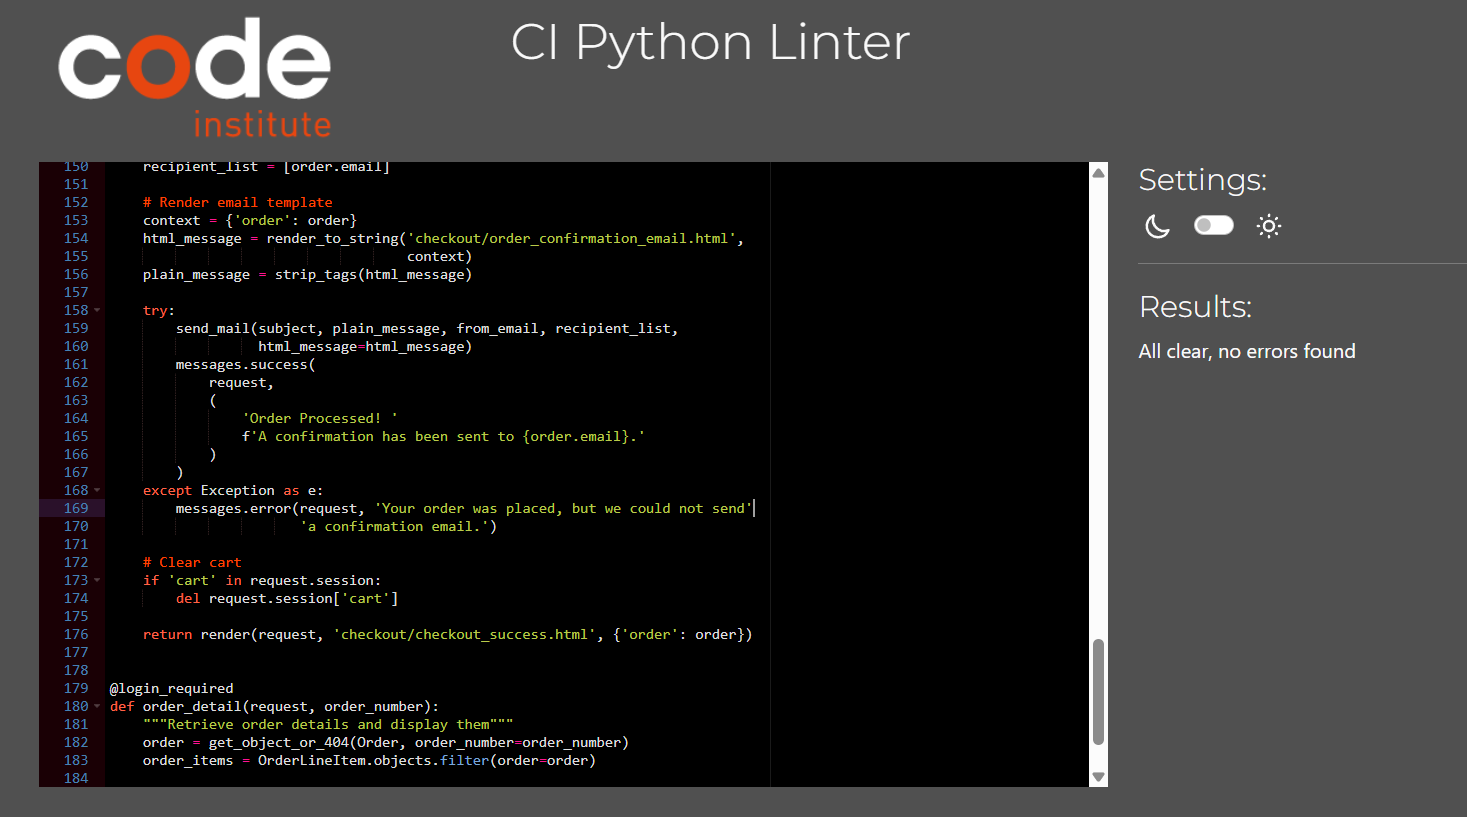 code
institute
CI Python Linter
150 recipient_list = [order.email]
151
152 # Render email template
153 context = {'order': order}
154 html_message = render_to_string('checkout/order_confirmation_email.html',
155 context)
156 plain_message = strip_tags(html_message)
157
158 try:
159 send_mail(subject, plain_message, from_email, recipient_list,
160 html_message=html_message)
161 messages.success(
162 request,
163 (
164 'Order Processed! '
165 f'A confirmation has been sent to {order.email}.'
166 )
167 )
168 except Exception as e:
169 messages.error(request, 'Your order was placed, but we could not send'
170 'a confirmation email.')
171
172 # Clear cart
173 if 'cart' in request.session:
174 del request.session['cart']
175
176 return render(request, 'checkout/checkout_success.html', {'order': order})
177
178
179 @login_required
180 def order_detail(request, order_number):
181 """Retrieve order details and display them"""
182 order = get_object_or_404(Order, order_number=order_number)
183 order_items = OrderLineItem.objects.filter(order=order)
184
Settings:
Results:
All clear, no errors found